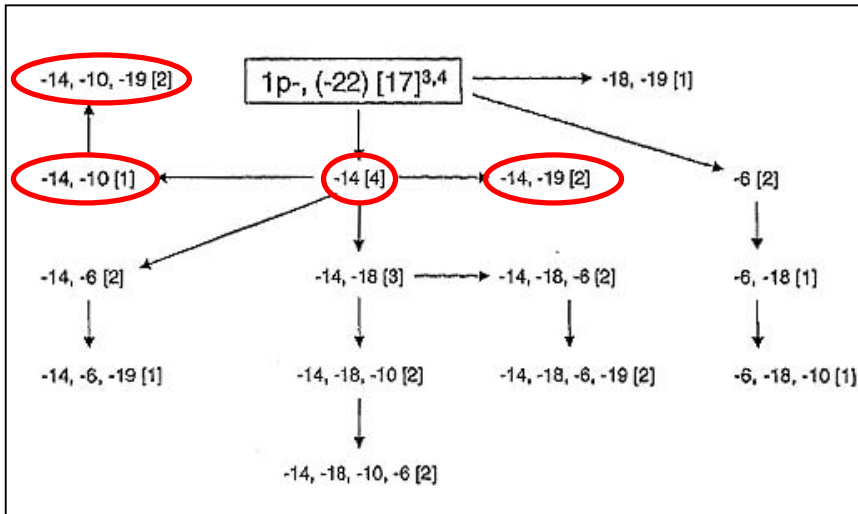 -14, -10, -19 [2]
1p-, (-22) [17]3,4
-18, -19 [1]
-14, -10 [1]
-14 [4]
-14, -19 [2]
-6 [2]
-14, -6 [2]
-14, -18 [3]
-14, -18, -6 [2]
-6, -18 [1]
-14, -6, -19 [1]
-14, -18, -10 [2]
-14, -18, -6, -19 [2]
-6, -18, -10 [1]
-14, -18, -10, -6 [2]